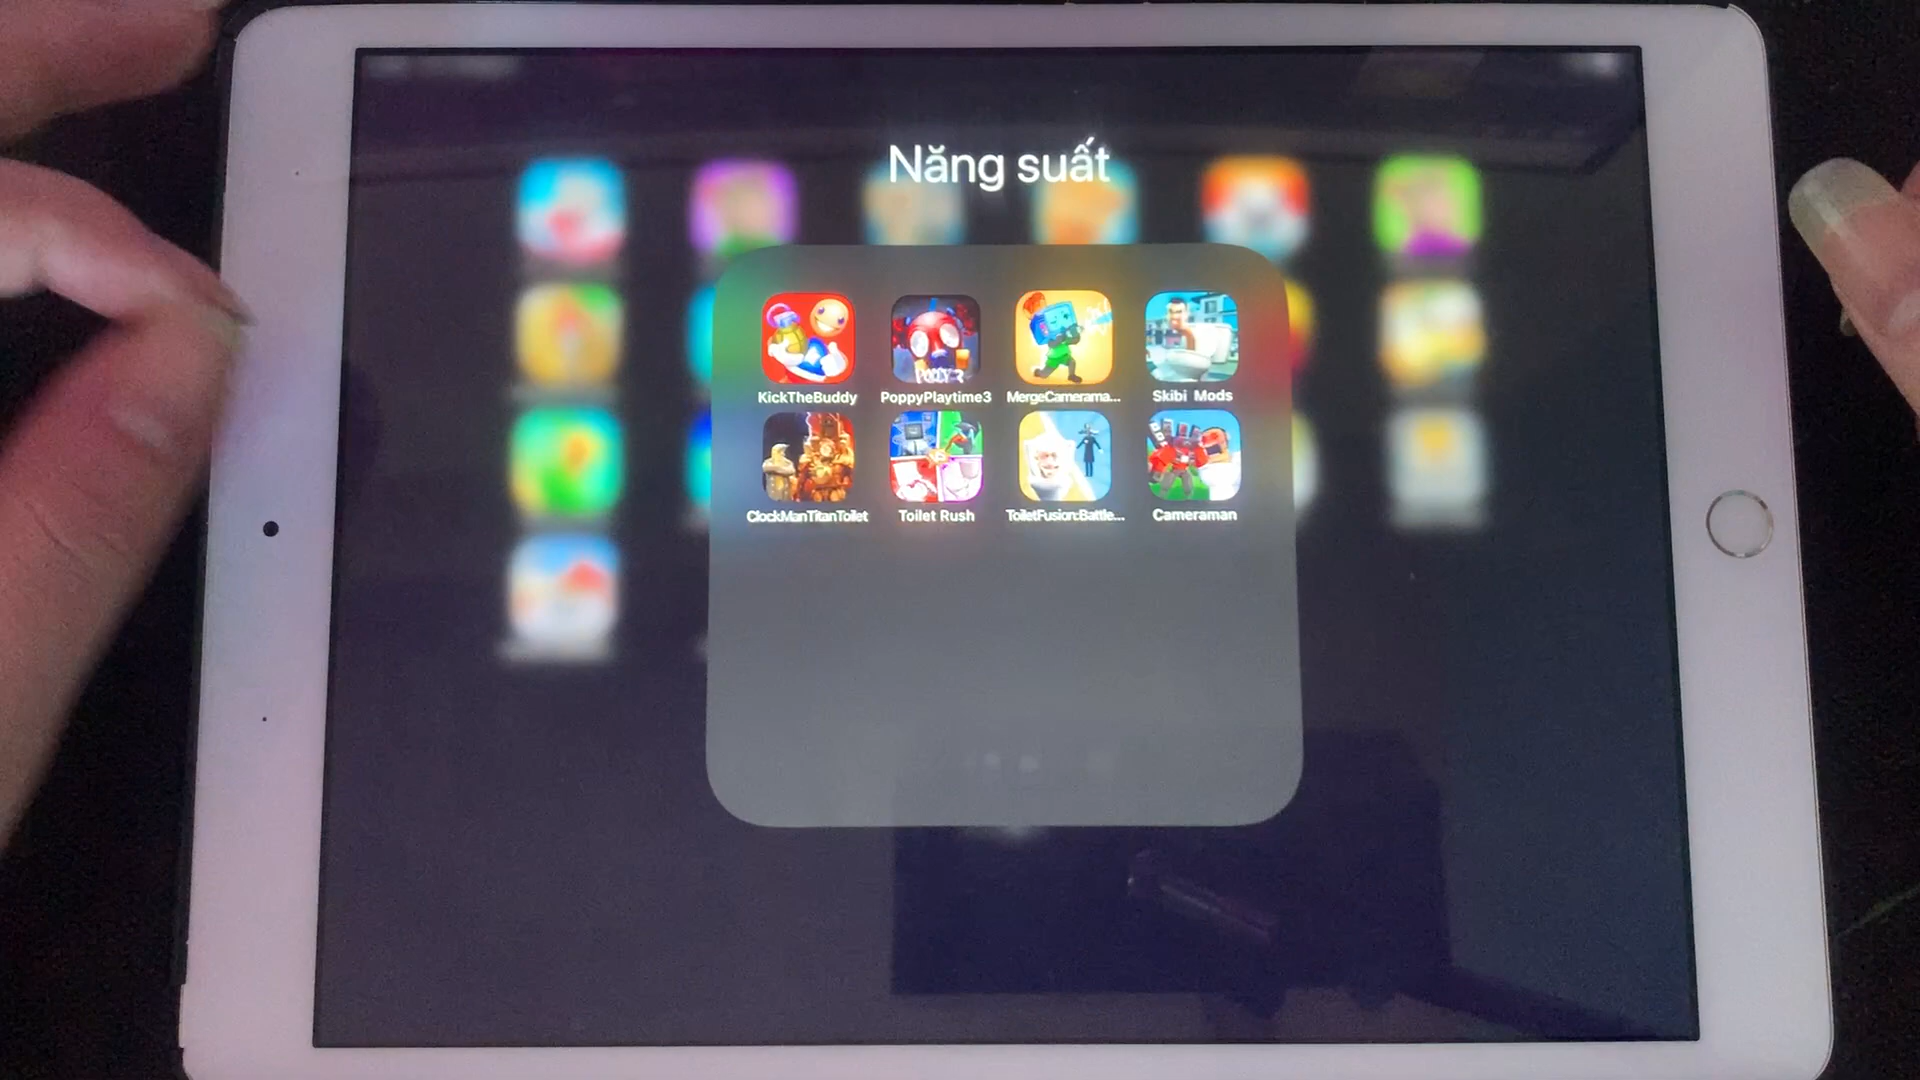 Năng suất
KickTheBuddy
PoppyPlaytime3
MergeCamerama...
Skibi Mods
ClockManTitanToilet
Toilet Rush
ToiletFusion:Battle...
Cameraman